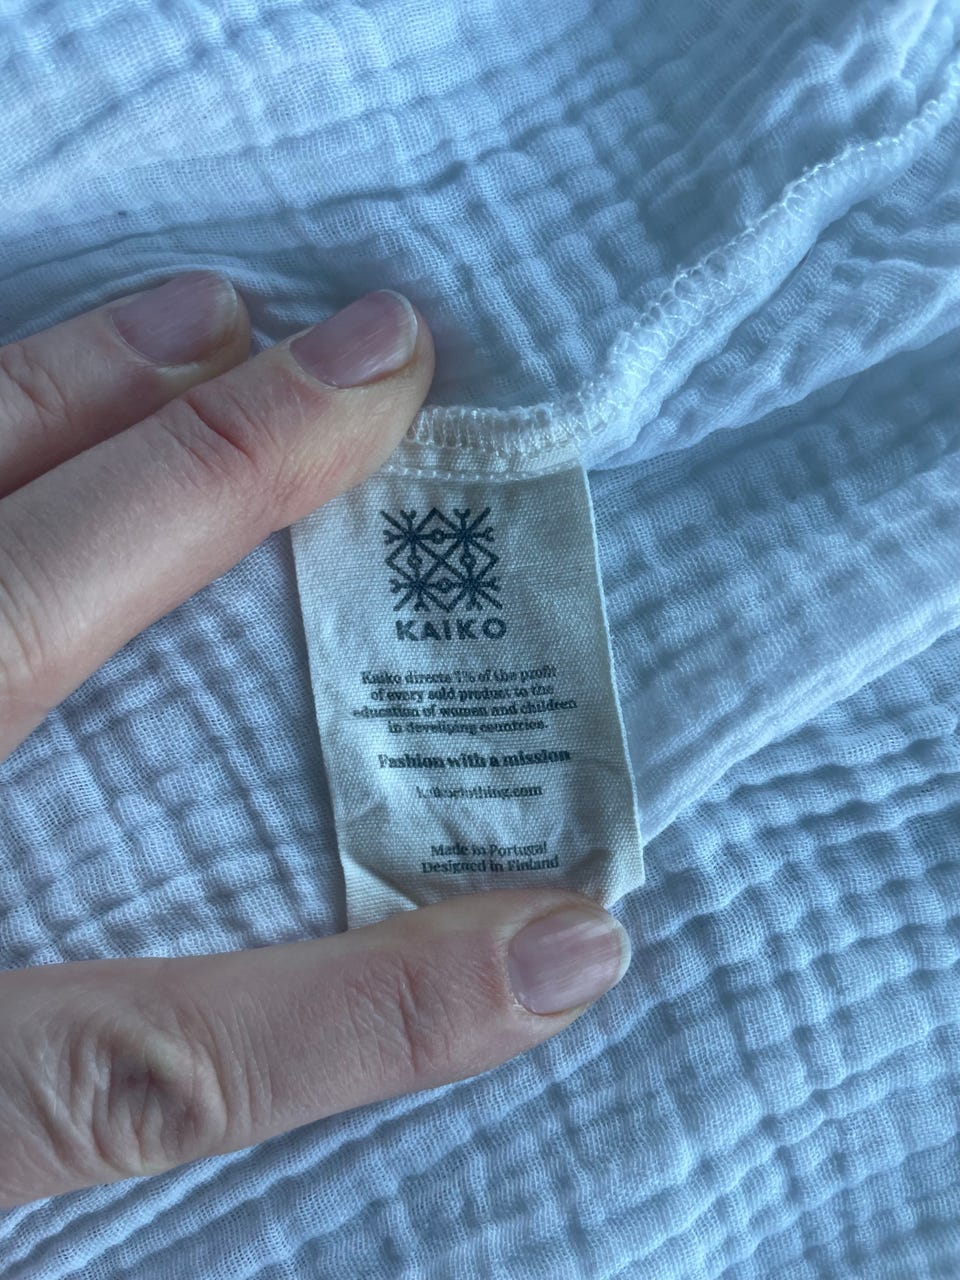 KAIKO
Kaiko directs 1% of the profit
of every sold product to the
education of women and children
in developing countries.
Fashion with a mission
kaikoclothing.com
Made in Portugal
Designed in Finland